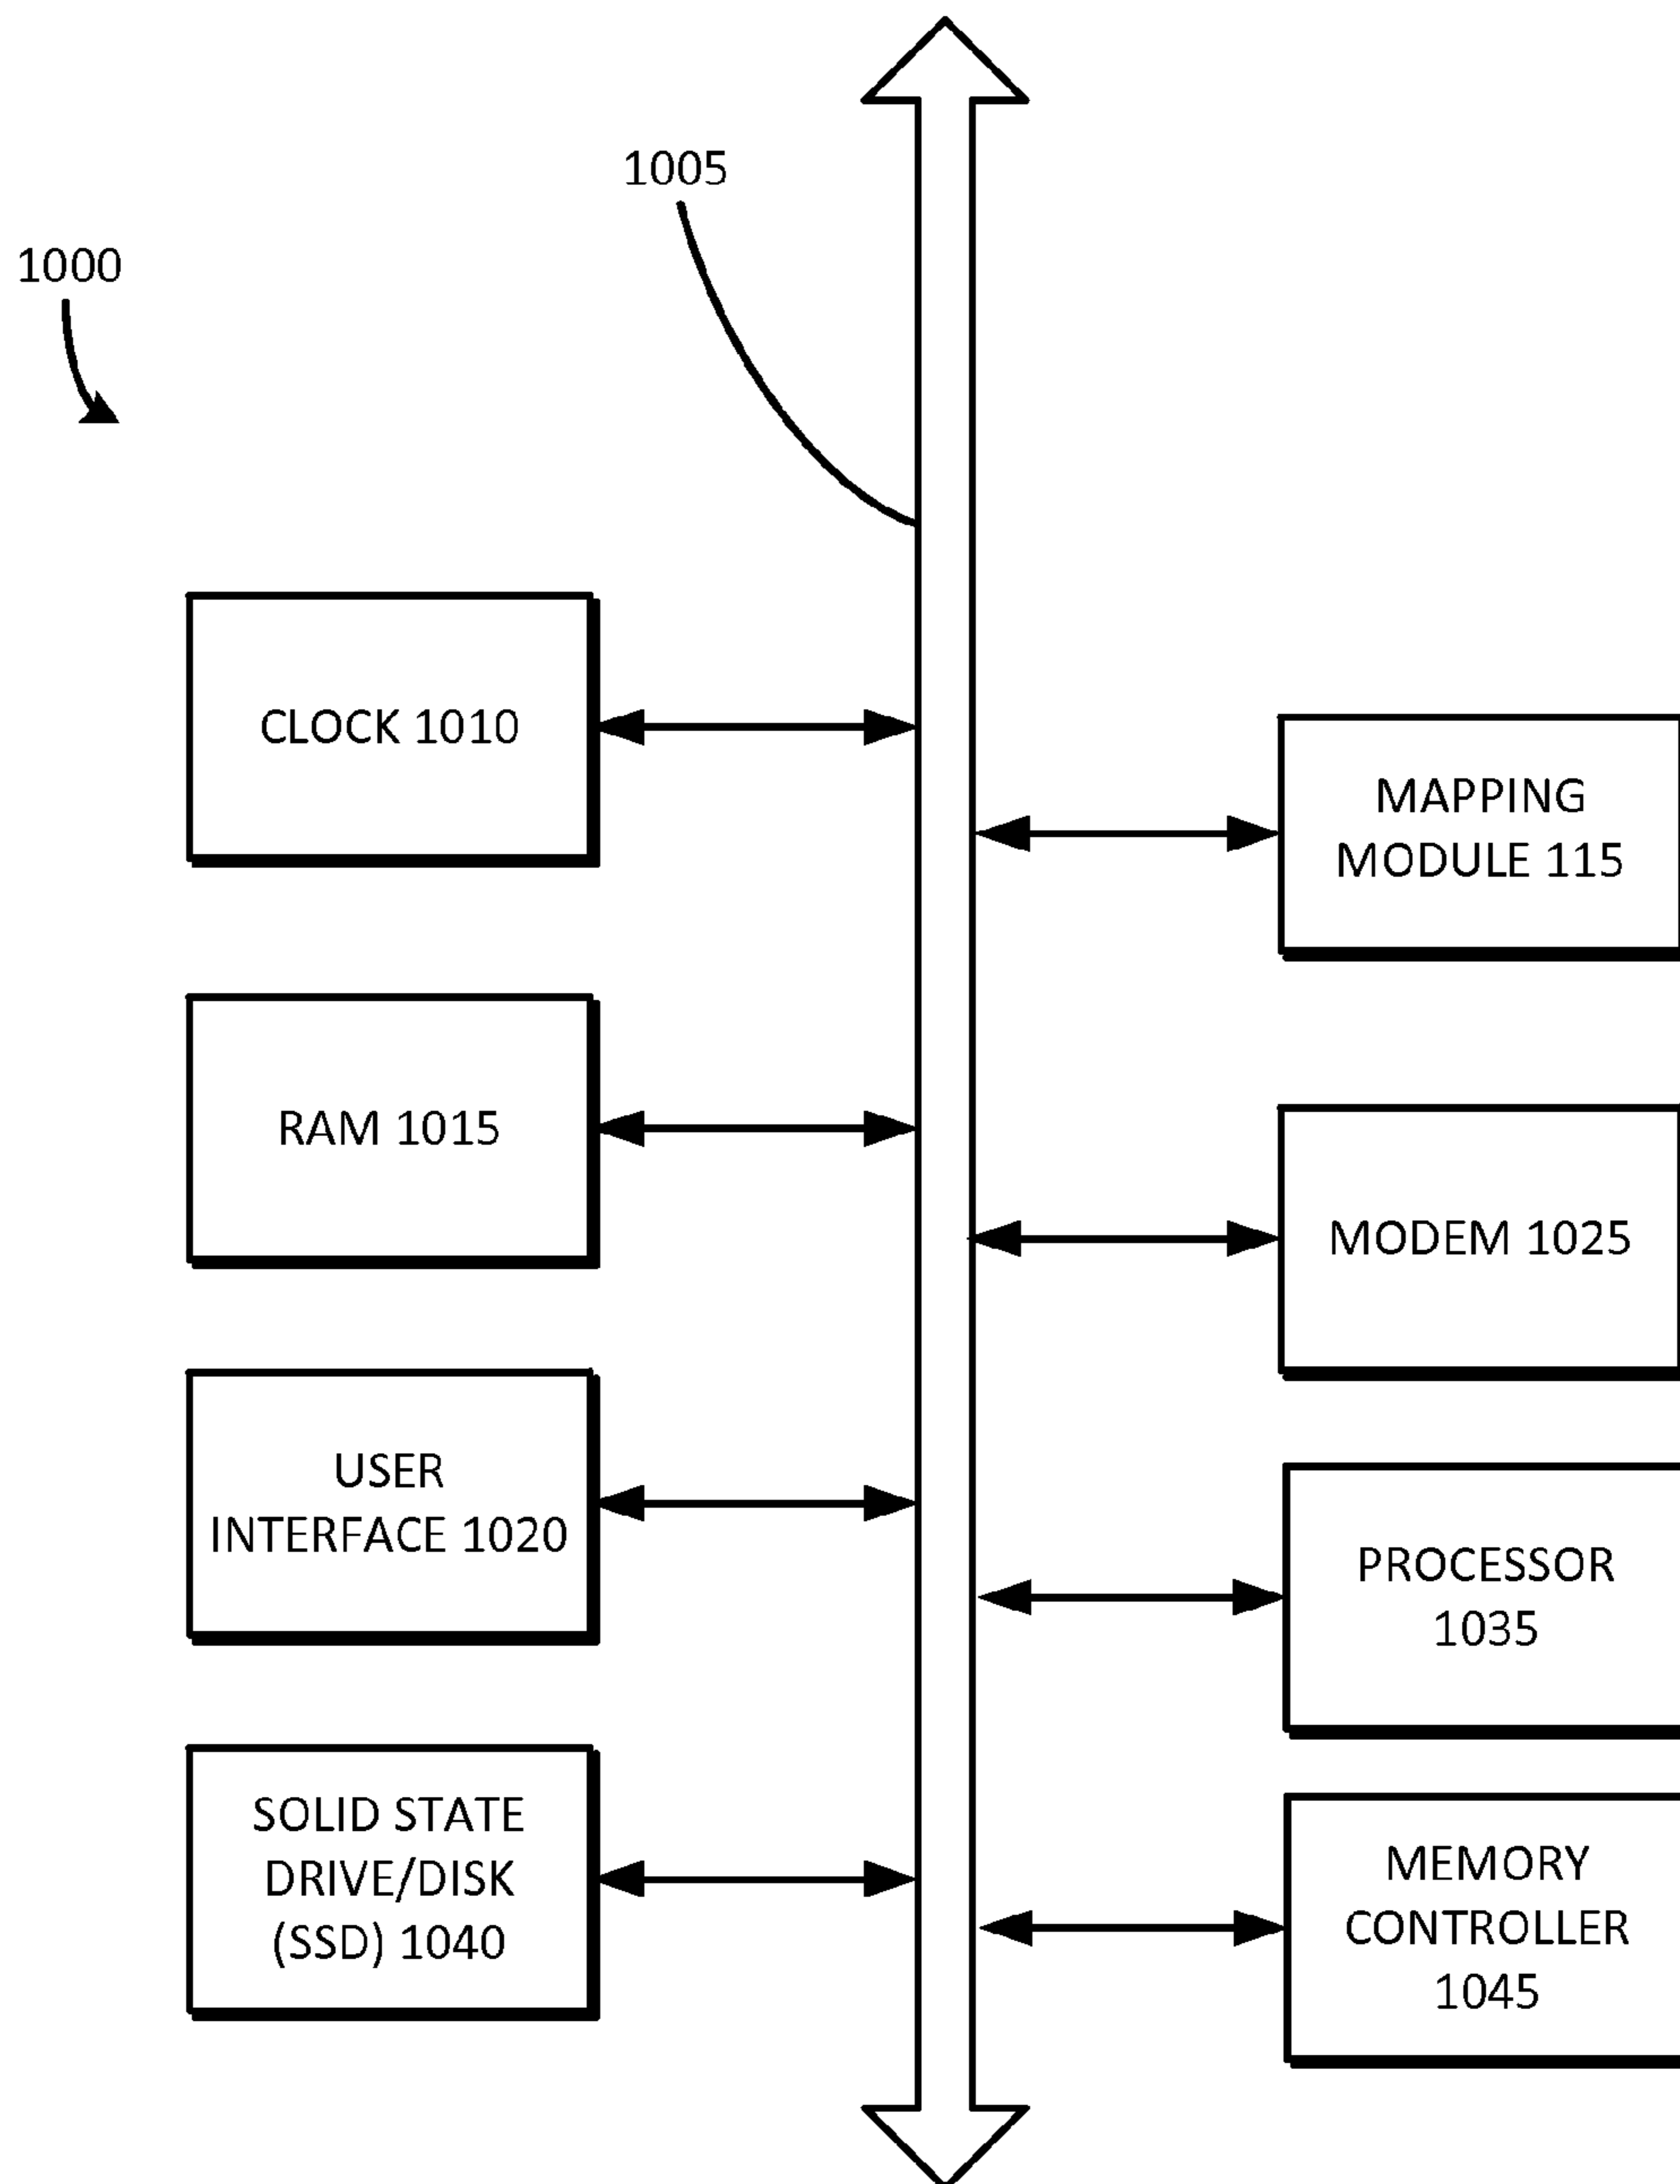 1005
1000
CLOCK 1010
MAPPING
MODULE 115
RAM 1015
MODEM 1025
USER
INTERFACE 1020
PROCESSOR
1035
SOLID STATE
DRIVE/DISK
(SSD) 1040
MEMORY
CONTROLLER
1045